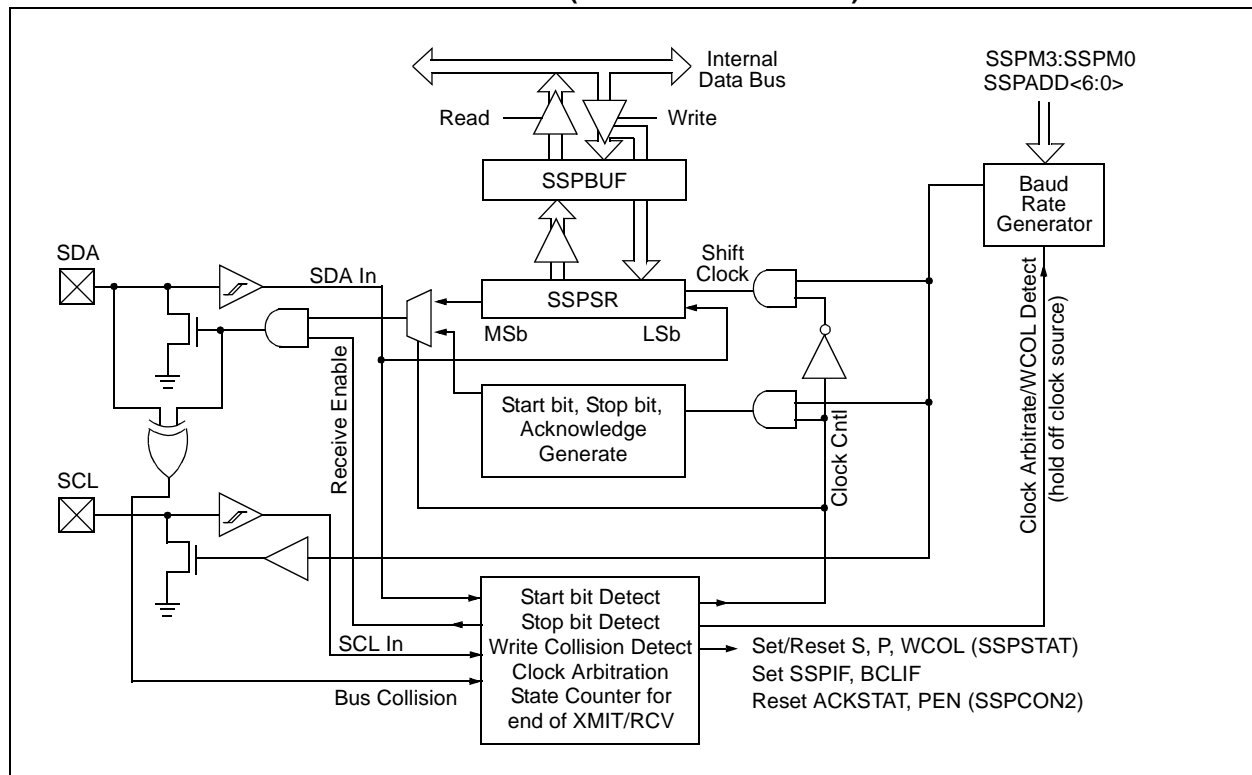 Internal
Data Bus
SSPM3:SSPM0
SSPADD<6:0>
Read
Write
SSPBUF
Baud
Rate
Generator
SDA
SDA In
Shift
Clock
SSPSR
MSb
LSb
Receive Enable
Start bit, Stop bit,
Acknowledge
Generate
Clock Cntl
Clock Arbitrate/WCOL Detect
(hold off clock source)
SCL
SCL In
Bus Collision
Start bit Detect
Stop bit Detect
Write Collision Detect
Clock Arbitration
State Counter for
end of XMIT/RCV
Set/Reset S, P, WCOL (SSPSTAT)
Set SSPIF, BCLIF
Reset ACKSTAT, PEN (SSPCON2)